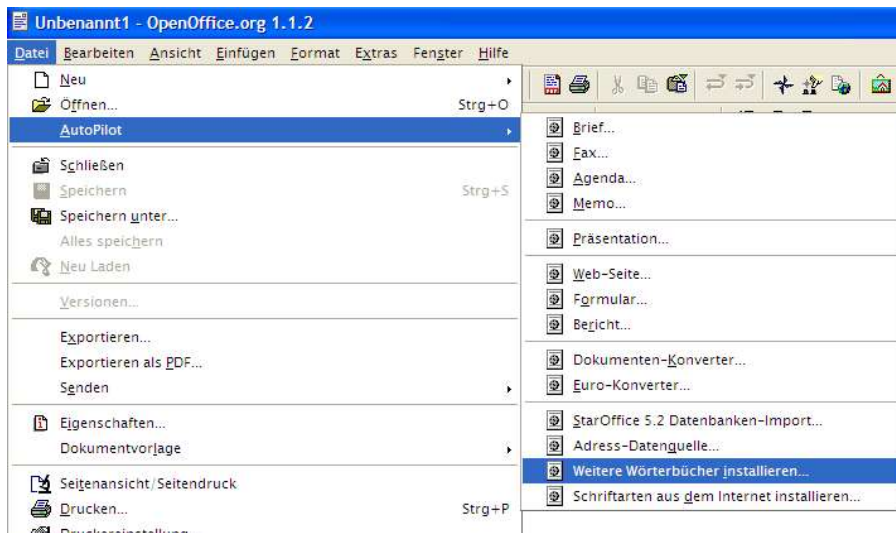 Unbenannt1 - OpenOffice.org 1.1.2
Datei Bearbeiten Ansicht Einfügen Format Extras Fenster Hilfe
Neu
Öffnen... Strg+O
AutoPilot
Schließen
Speichern Strg+S
Speichern unter...
Alles speichern
Neu Laden
Versionen...
Exportieren...
Exportieren als PDF...
Senden
Eigenschaften...
Dokumentvorlage
Seitenansicht/Seitendruck
Drucken... Strg+P
Druckereinstellung...
Brief...
Fax...
Agenda...
Memo...
Präsentation...
Web-Seite...
Formular...
Bericht...
Dokumenten-Konverter...
Euro-Konverter...
StarOffice 5.2 Datenbanken-Import...
Adress-Datenquelle...
Weitere Wörterbücher installieren...
Schriftarten aus dem Internet installieren...